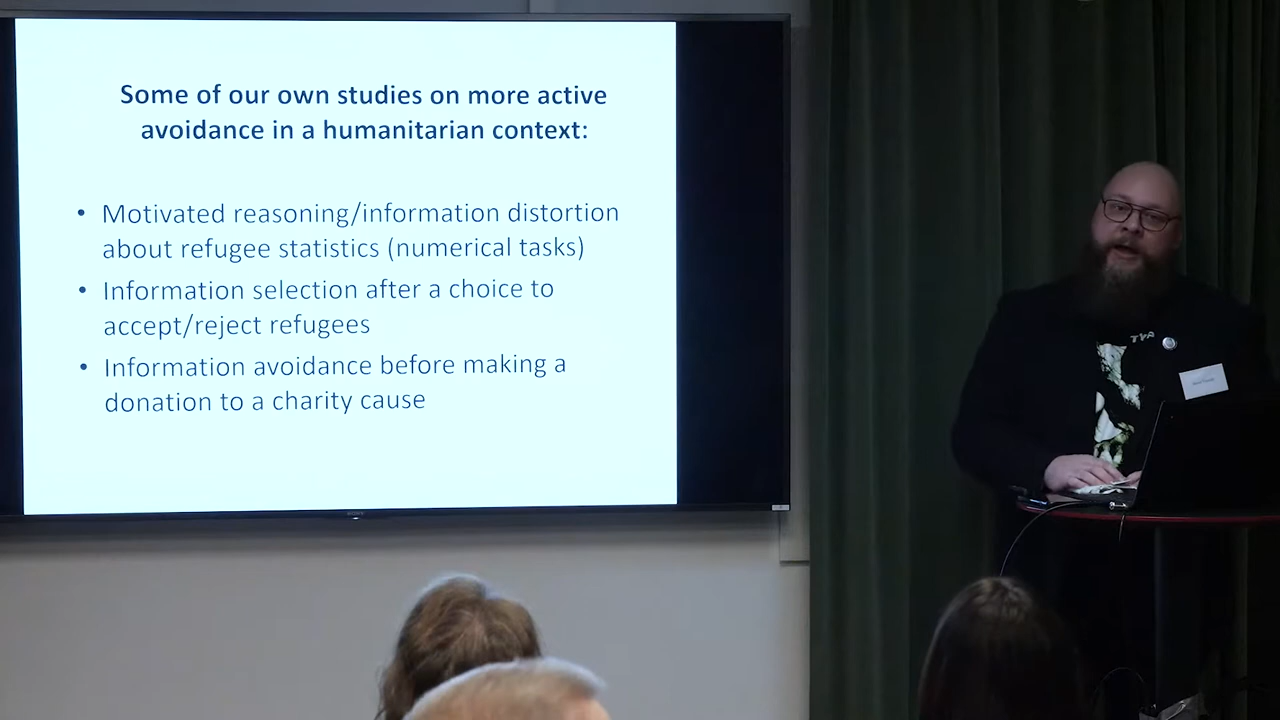 Some of our own studies on more active
avoidance in a humanitarian context:
• Motivated reasoning/information distortion
about refugee statistics (numerical tasks)
• Information selection after a choice to
accept/reject refugees
• Information avoidance before making a
donation to a charity cause
SONY